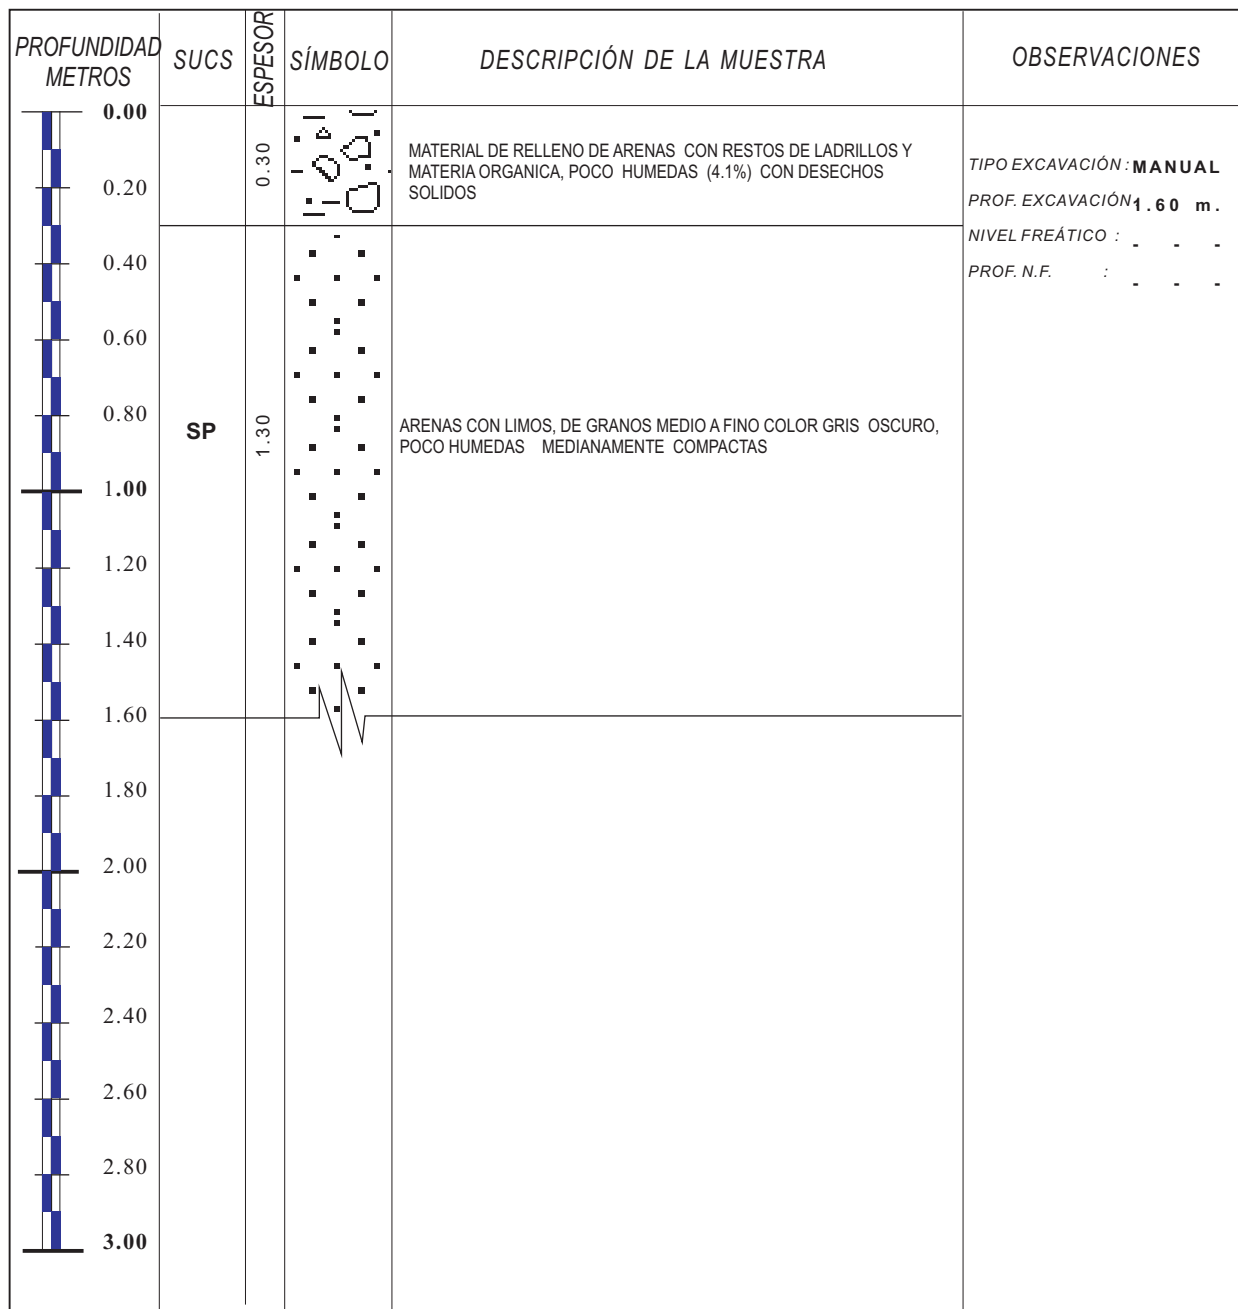 PROFUNDIDAD
METROS
SUCS
ESPESOR
SÍMBOLO
DESCRIPCIÓN DE LA MUESTRA
OBSERVACIONES
0.00
0.20
0.40
0.60
0.80
1.00
1.20
1.40
1.60
1.80
2.00
2.20
2.40
2.60
2.80
3.00
0.30
MATERIAL DE RELLENO DE ARENAS CON RESTOS DE LADRILLOS Y
MATERIA ORGANICA, POCO HUMEDAS (4.1%) CON DESECHOS
SOLIDOS
SP
1.30
ARENAS CON LIMOS, DE GRANOS MEDIO A FINO COLOR GRIS OSCURO,
POCO HUMEDAS MEDIANAMENTE COMPACTAS
TIPO EXCAVACIÓN : MANUAL
PROF. EXCAVACIÓN: 1.60 m.
NIVEL FREÁTICO : - - -
PROF. N.F. : - - -